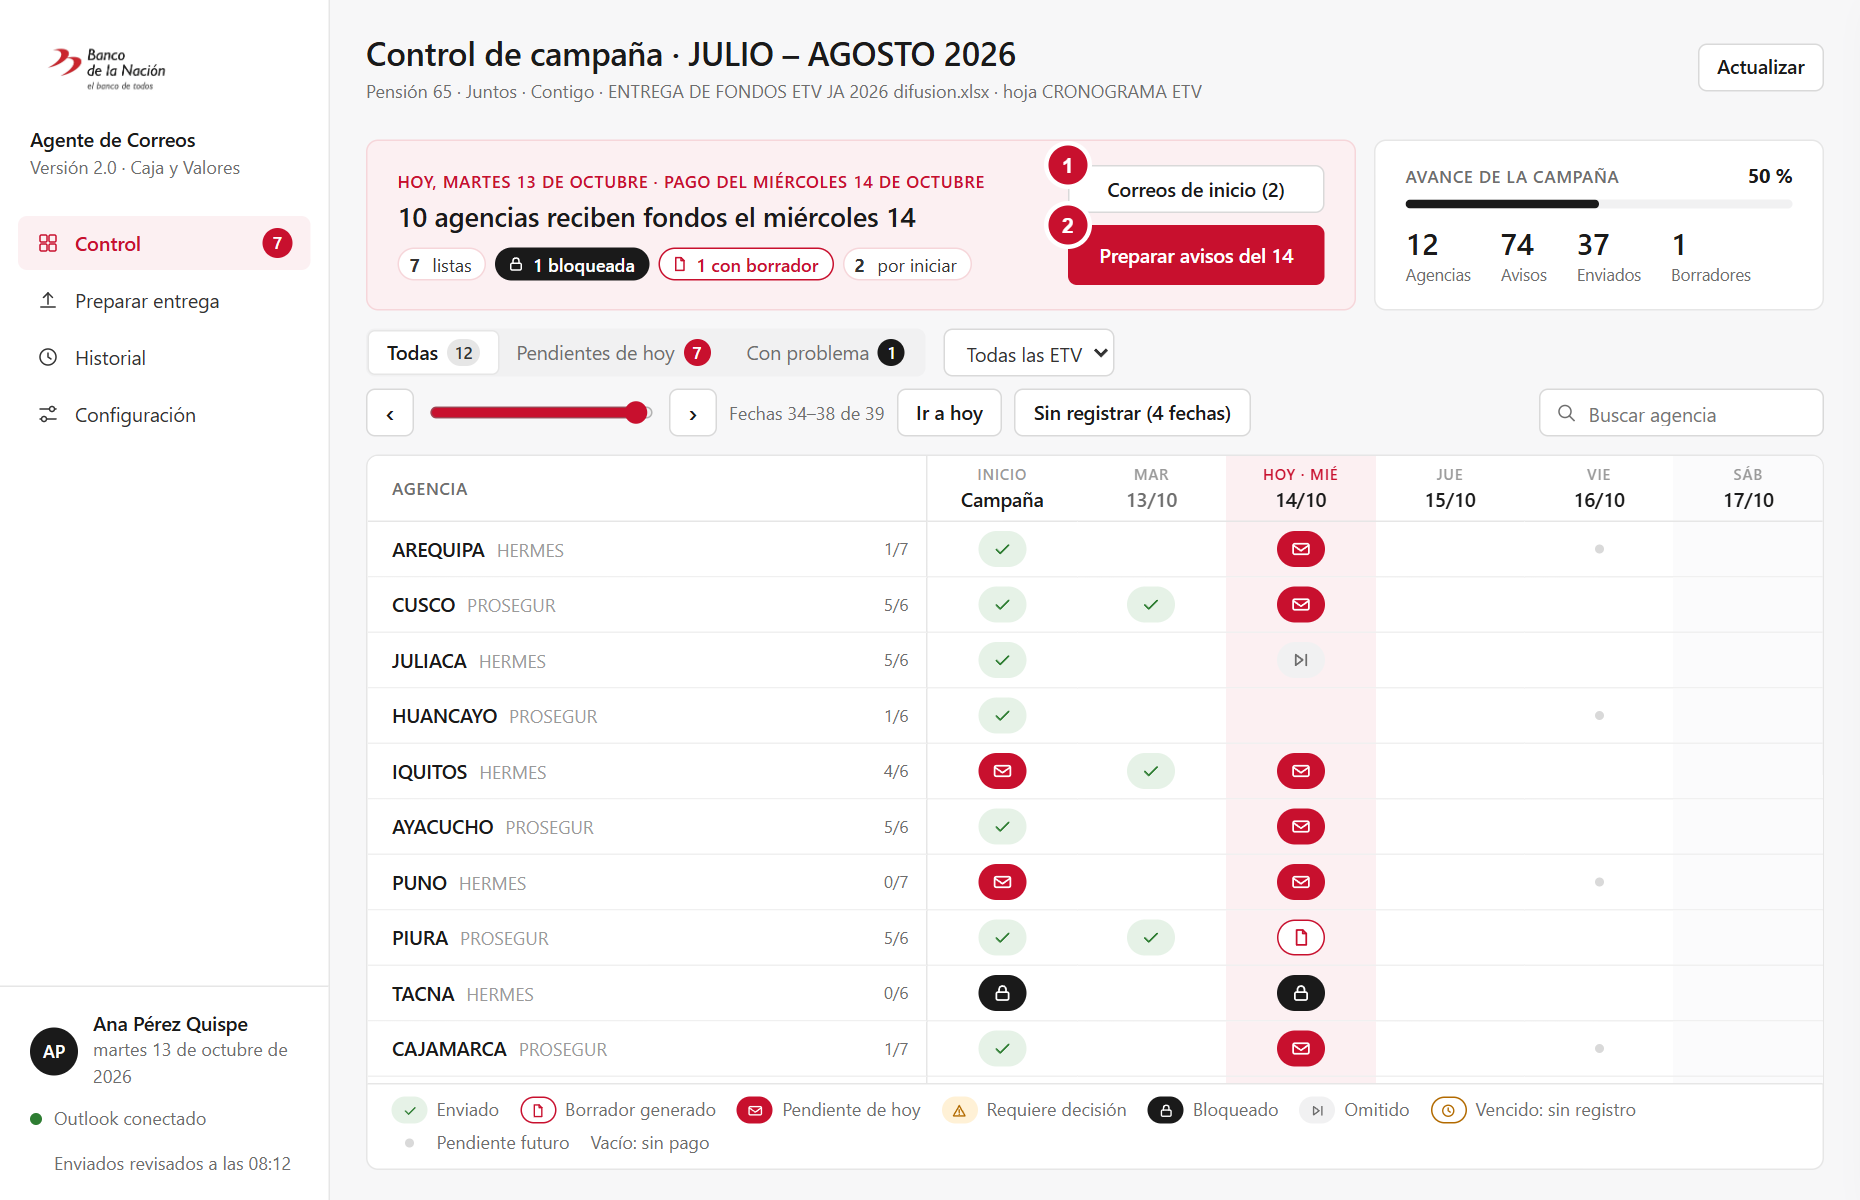 Banco
de la Nación
el banco de todos
Agente de Correos
Versión 2.0 · Caja y Valores
Control 7
Preparar entrega
Historial
Configuración
Ana Pérez Quispe
AP
martes 13 de octubre de
2026
Outlook conectado
Enviados revisados a las 08:12
Control de campaña · JULIO – AGOSTO 2026
Pensión 65 · Juntos · Contigo · ENTREGA DE FONDOS ETV JA 2026 difusion.xlsx · hoja CRONOGRAMA ETV
Actualizar
HOY, MARTES 13 DE OCTUBRE · PAGO DEL MIÉRCOLES 14 DE OCTUBRE
10 agencias reciben fondos el miércoles 14
7 listas 1 bloqueada 1 con borrador 2 por iniciar
1
Correos de inicio (2)
2
Preparar avisos del 14
AVANCE DE LA CAMPAÑA 50 %
12 74 37 1
Agencias Avisos Enviados Borradores
Todas 12 Pendientes de hoy 7 Con problema 1 Todas las ETV
‹ › Fechas 34–38 de 39 Ir a hoy Sin registrar (4 fechas) Buscar agencia
INICIO MAR HOY · MIÉ JUE VIE SÁB
AGENCIA Campaña 13/10 14/10 15/10 16/10 17/10
AREQUIPA HERMES 1/7
CUSCO PROSEGUR 5/6
JULIACA HERMES 5/6
HUANCAYO PROSEGUR 1/6
IQUITOS HERMES 4/6
AYACUCHO PROSEGUR 5/6
PUNO HERMES 0/7
PIURA PROSEGUR 5/6
TACNA HERMES 0/6
CAJAMARCA PROSEGUR 1/7
Enviado Borrador generado Pendiente de hoy Requiere decisión Bloqueado Omitido Vencido: sin registro
Pendiente futuro Vacío: sin pago